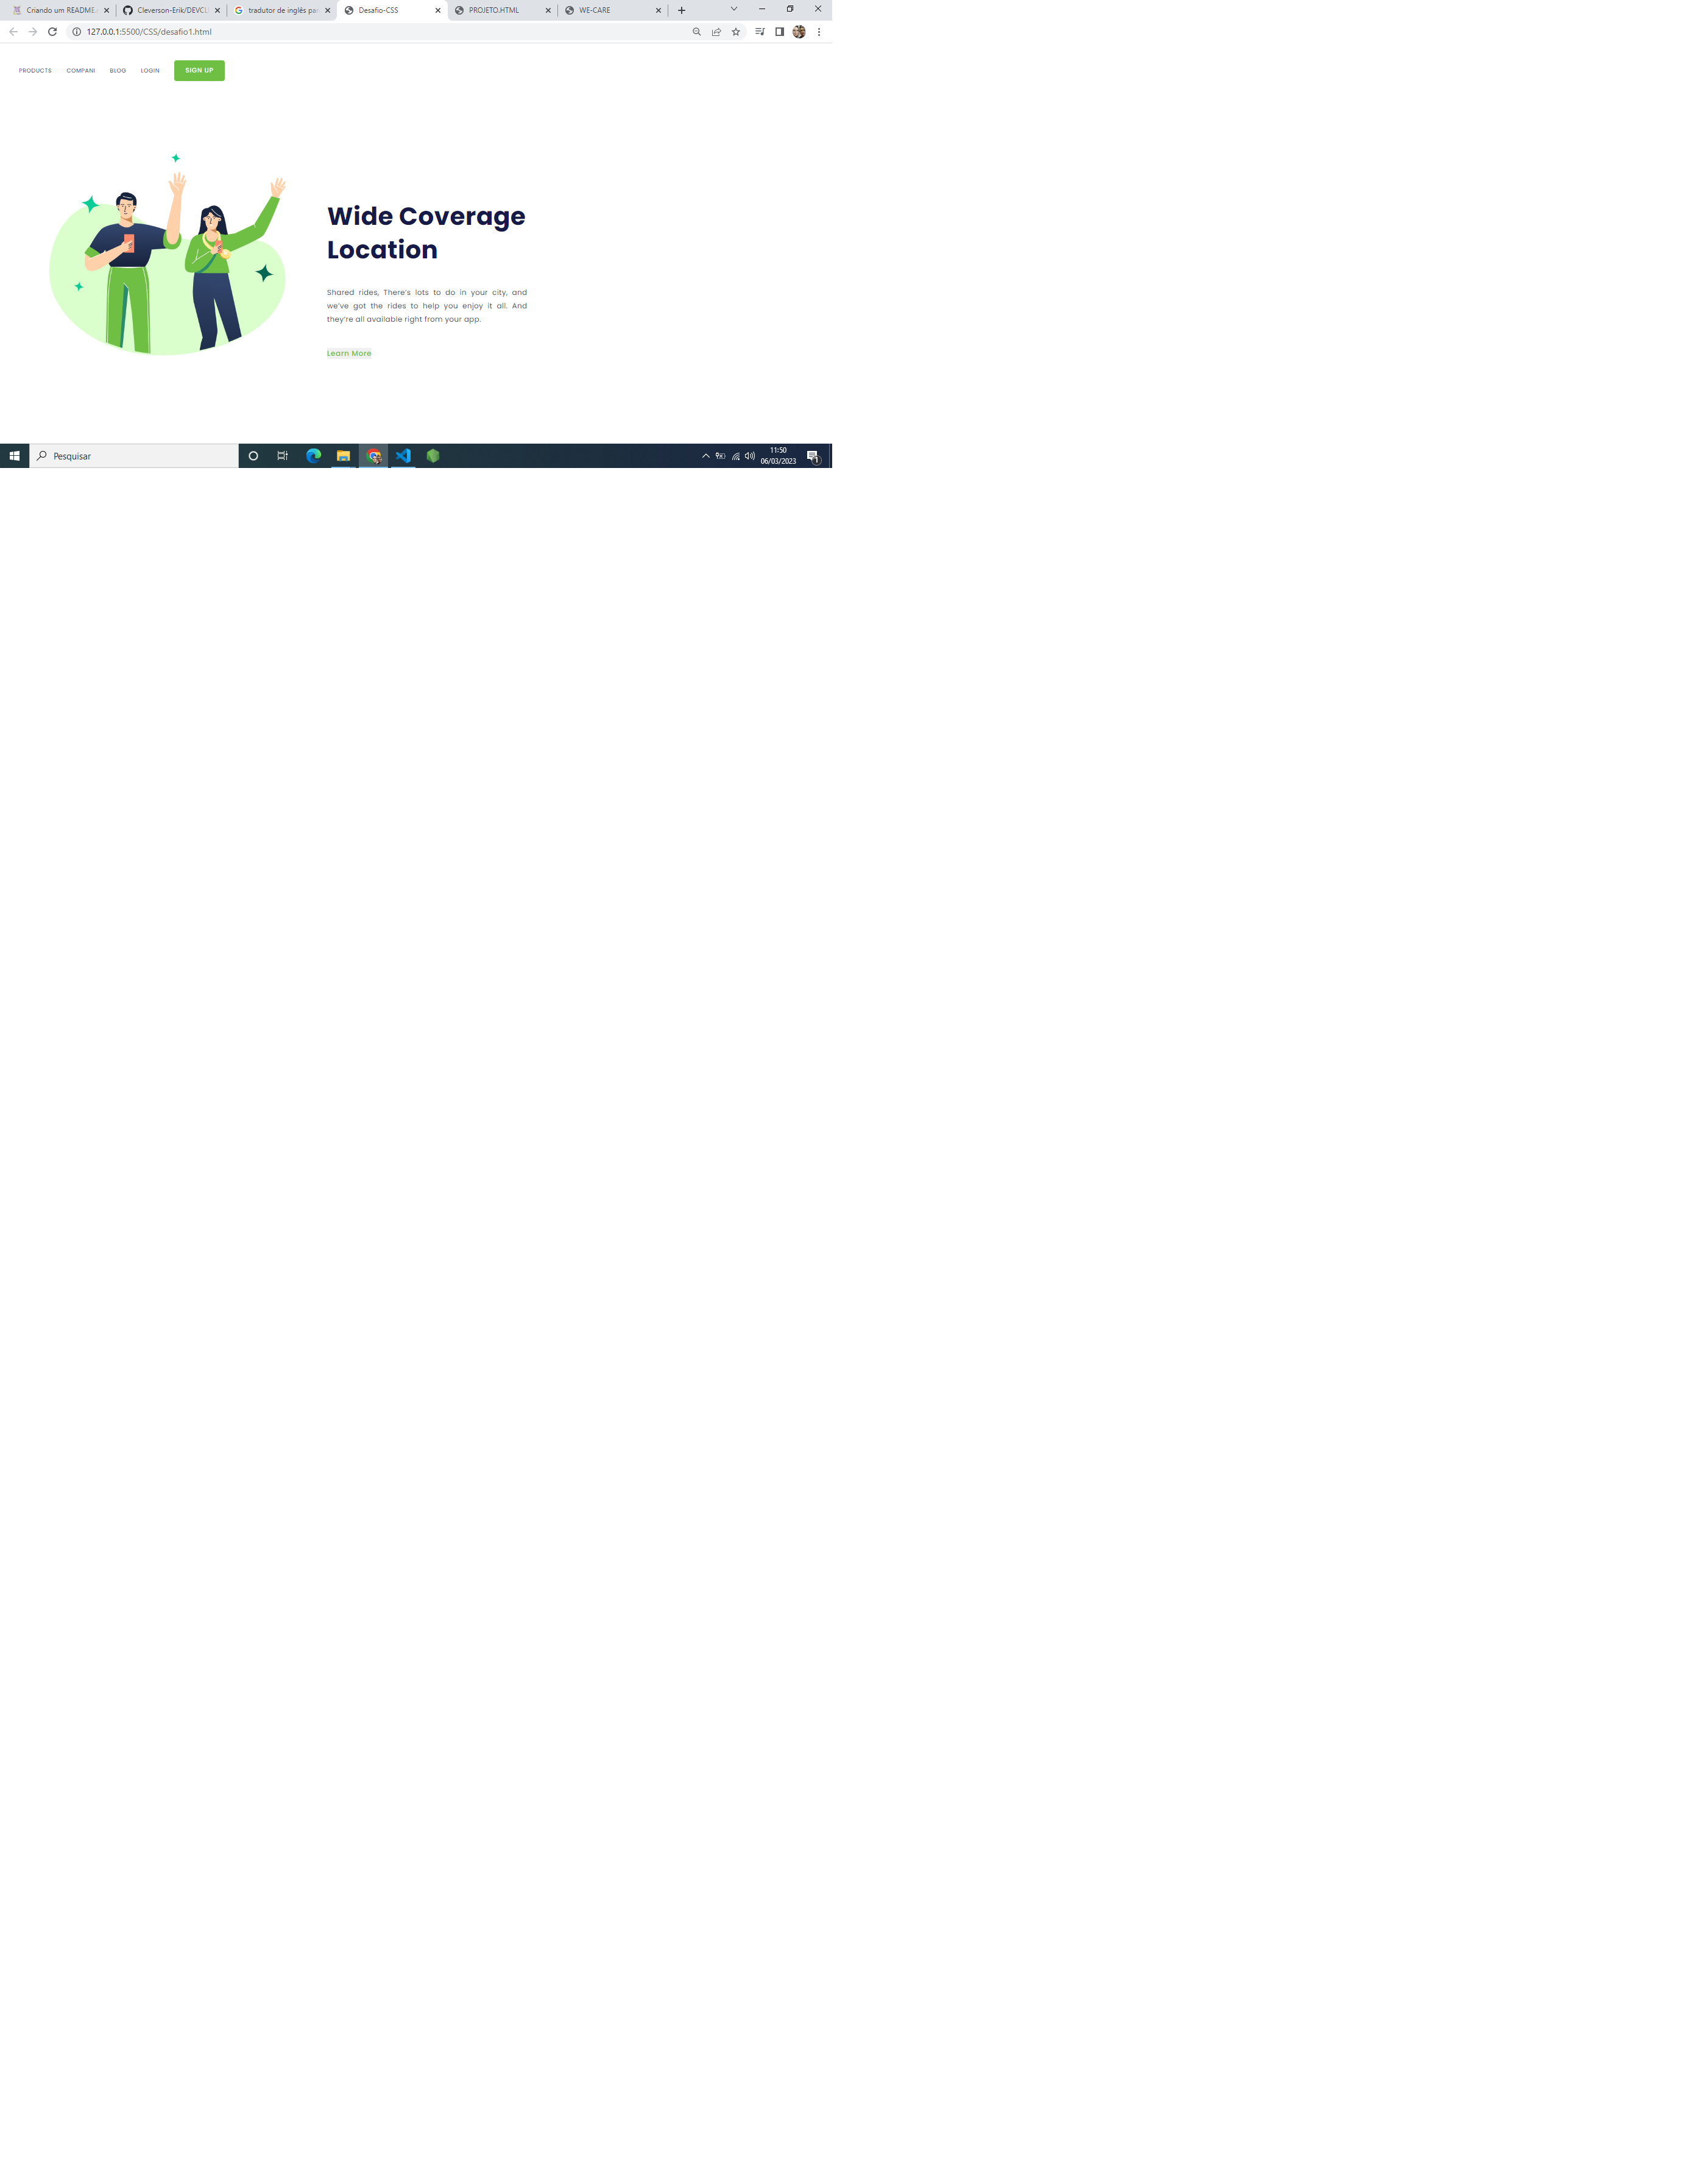 Criando um README.
Cleverson-Erik/DEVCL
tradutor de inglês par
Desafio-CSS
PROJETO.HTML
WE-CARE
127.0.0.1:5500/CSS/desafio1.html
PRODUCTS COMPANI BLOG LOGIN SIGN UP
Wide Coverage
Location
Shared rides, There's lots to do in your city, and
we've got the rides to help you enjoy it all. And
they're all available right from your app.
Learn More
Pesquisar
11:50
06/03/2023
1